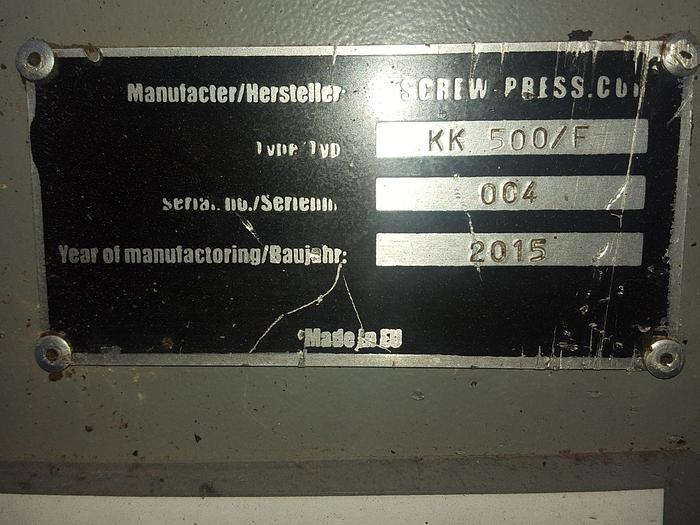 Manufacter/Hersteller SCREW PRESS.COM
Type/Typ KK 500/F
Serial no./Serienn. 004
Year of manufactoring/Baujahr: 2015
Made in EU